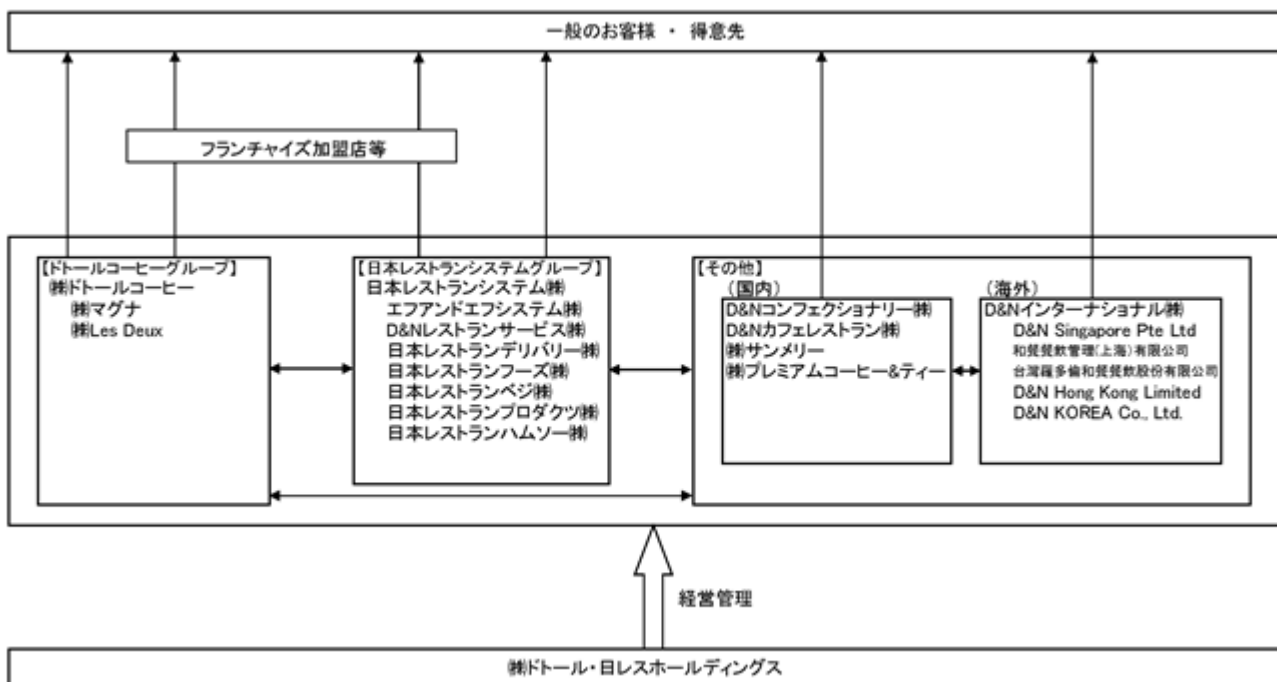 一般のお客様 ・ 得意先
フランチャイズ加盟店等
【ドトールコーヒーグループ】
㈱ドトールコーヒー
㈱マグナ
㈱Les Deux
【日本レストランシステムグループ】
日本レストランシステム㈱
エフアンドエフシステム㈱
D&Nレストランサービス㈱
日本レストランデリバリー㈱
日本レストランフーズ㈱
日本レストランベジ㈱
日本レストランプロダクツ㈱
日本レストランハムソー㈱
【その他】
（国内）
D&Nコンフェクショナリー㈱
D&Nカフェレストラン㈱
㈱サンメリー
㈱プレミアムコーヒー&ティー
（海外）
D&Nインターナショナル㈱
D&N Singapore Pte Ltd
和餐餐飲管理(上海)有限公司
台灣羅多倫和餐餐飲股份有限公司
D&N Hong Kong Limited
D&N KOREA Co., Ltd.
経営管理
㈱ドトール・日レスホールディングス